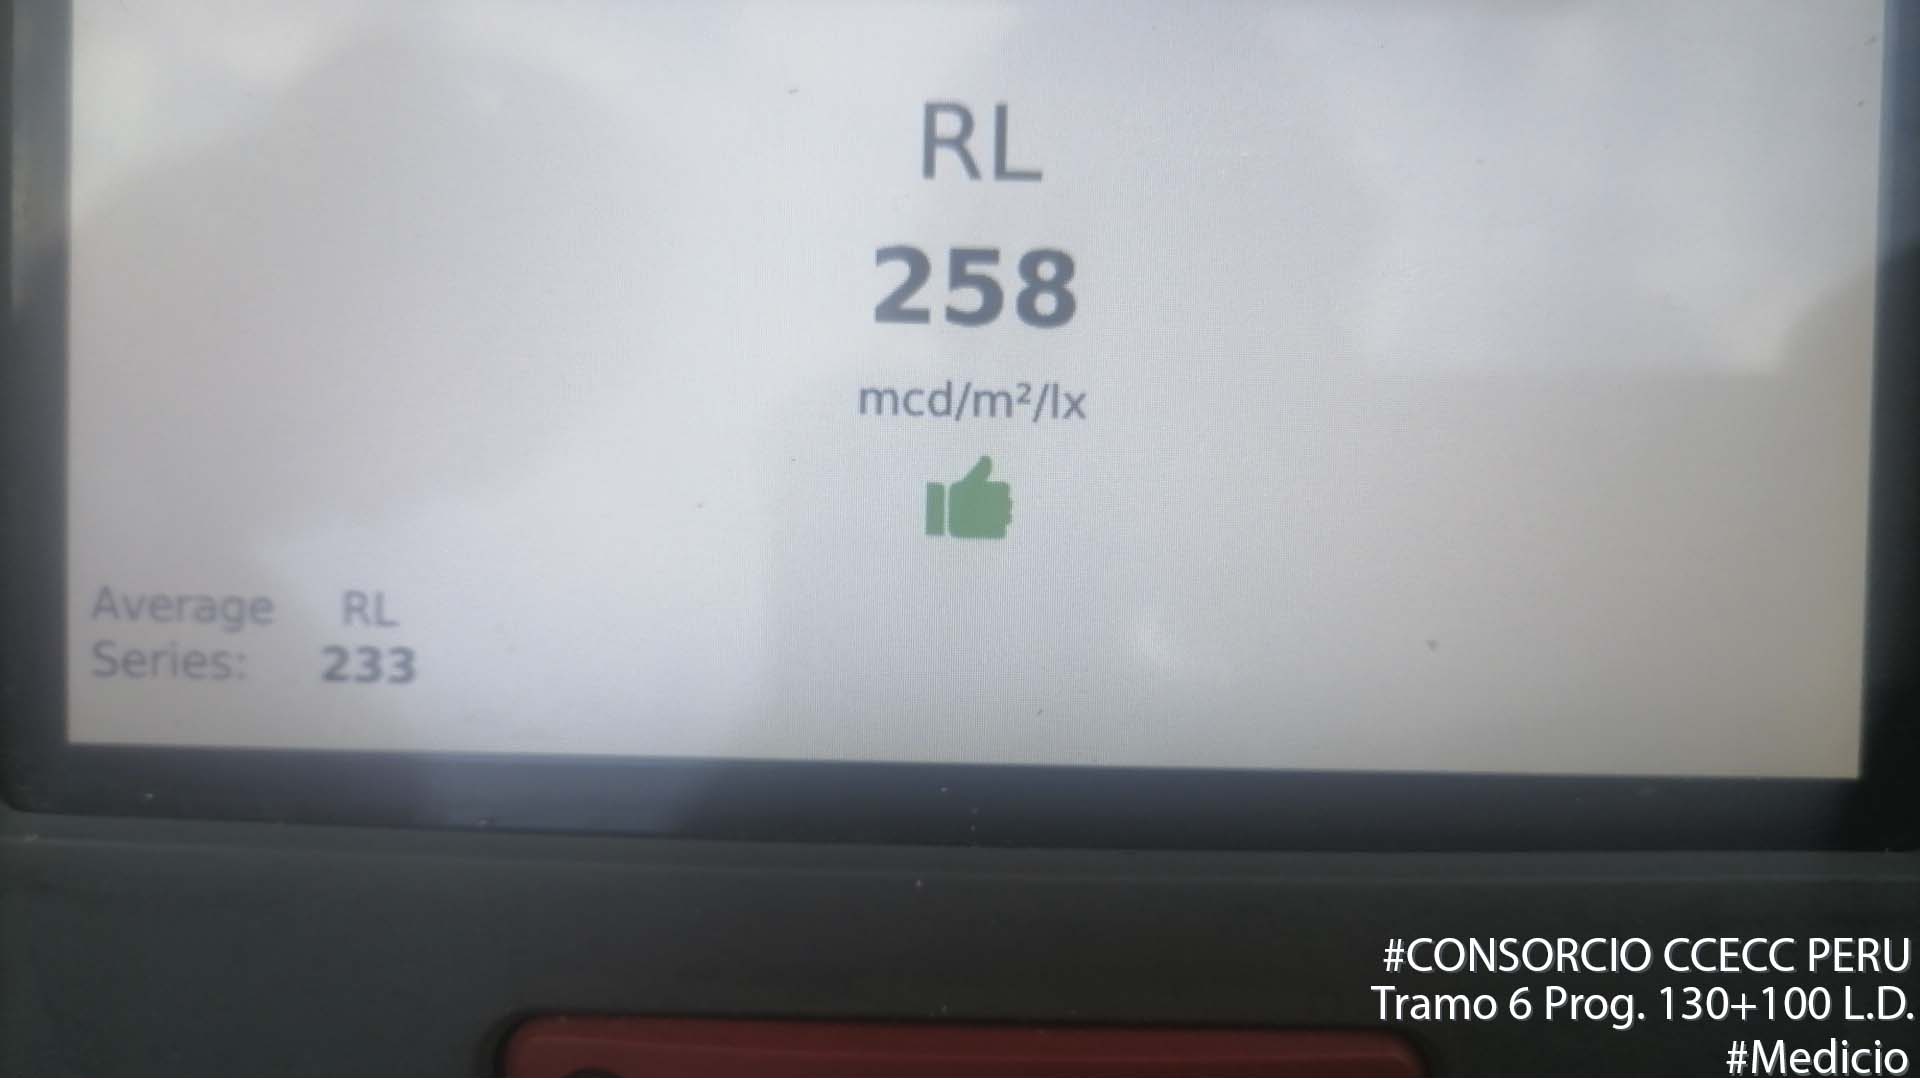 RL
258
mcd/m²/lx
Average RL
Series: 233
#CONSORCIO CCECC PERU
Tramo 6 Prog. 130+100 L.D.
#Medicio